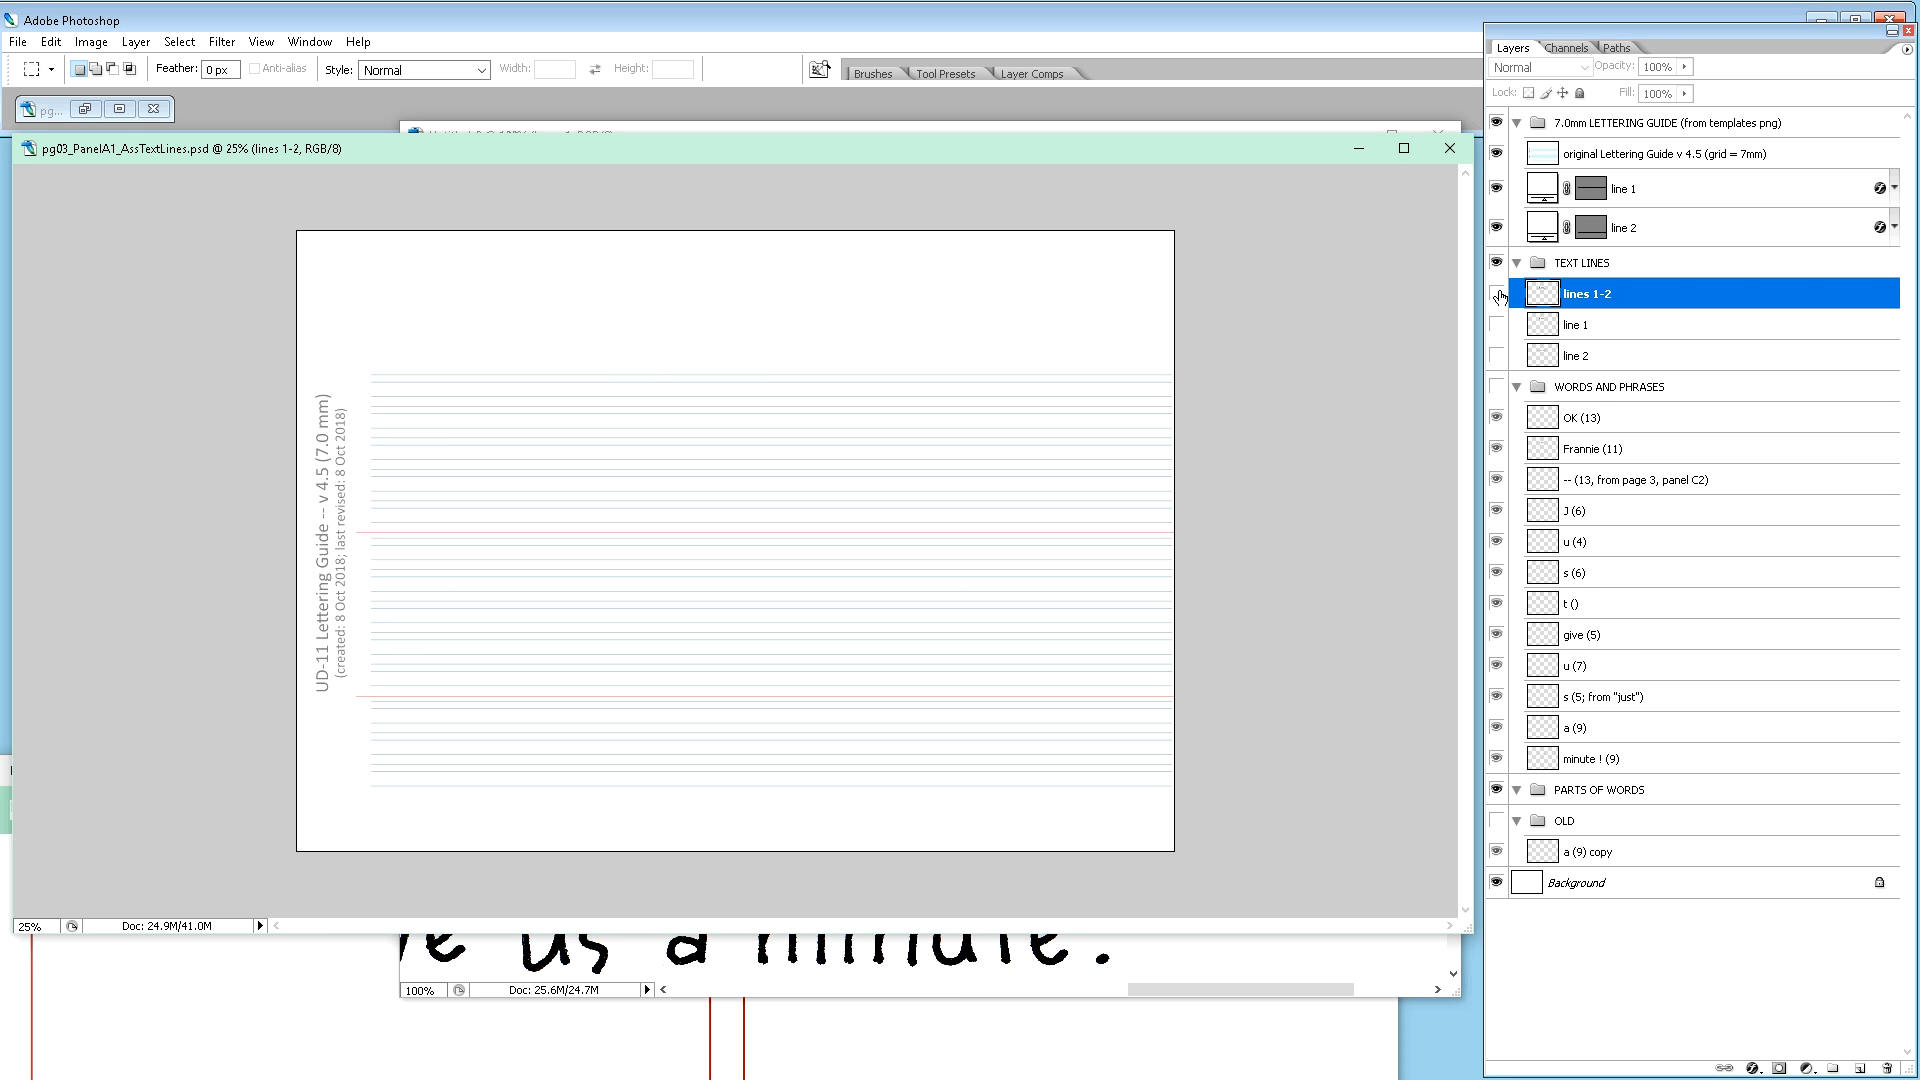 Adobe Photoshop
File Edit Image Layer Select Filter View Window Help
Feather: 0 px Anti-alias Style: Normal Width: Height:
Brushes Tool Presets Layer Comps
pg...
pg03_PanelA1_AssTextLines.psd @ 25% (lines 1-2, RGB/8)
UD-11 Lettering Guide -- v 4.5 (7.0 mm)
(created: 8 Oct 2018; last revised: 8 Oct 2018)
25% Doc: 24.9M/41.0M
us a minute.
100% Doc: 25.6M/24.7M
Layers Channels Paths
Normal Opacity: 100%
Lock: Fill: 100%
7.0mm LETTERING GUIDE (from templates png)
original Lettering Guide v 4.5 (grid = 7mm)
line 1
line 2
TEXT LINES
lines 1-2
line 1
line 2
WORDS AND PHRASES
OK (13)
Frannie (11)
-- (13, from page 3, panel C2)
J (6)
u (4)
s (6)
t ()
give (5)
u (7)
s (5; from "just")
a (9)
minute ! (9)
PARTS OF WORDS
OLD
a (9) copy
Background